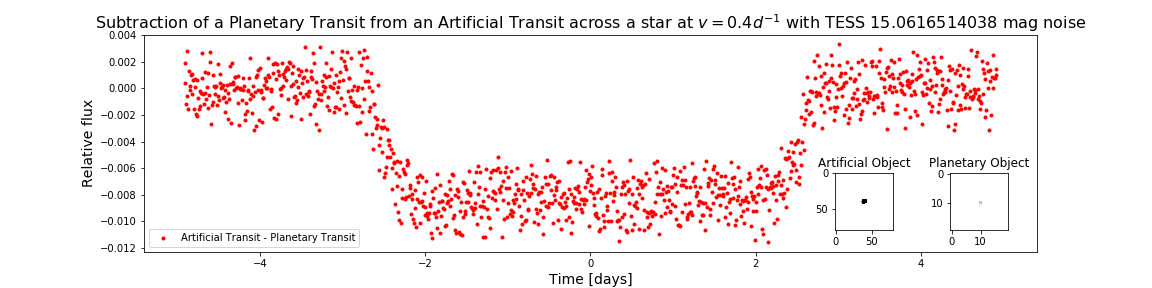 Subtraction of a Planetary Transit from an Artificial Transit across a star at v = 0.4d⁻¹ with TESS 15.0616514038 mag noise
Relative flux
0.004
0.002
0.000
−0.002
−0.004
−0.006
−0.008
−0.010
−0.012
Artificial Transit - Planetary Transit
Artificial Object
0
50
0 50
Planetary Object
0
10
0 10
−4 −2 0 2 4
Time [days]